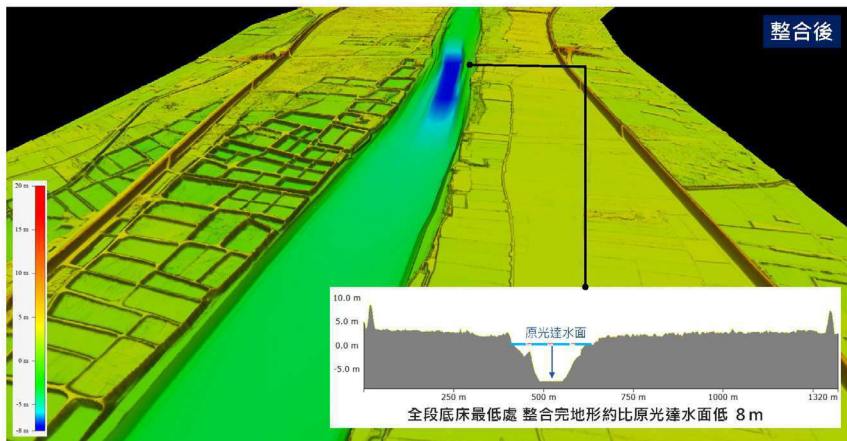 整合後
20 m
15 m
10 m
5 m
0 m
-5 m
-8 m
10.0 m
5.0 m
0.0 m
-5.0 m
原光達水面
250 m
500 m
750 m
1000 m
1320 m
全段底床最低處 整合完地形約比原光達水面低 8m